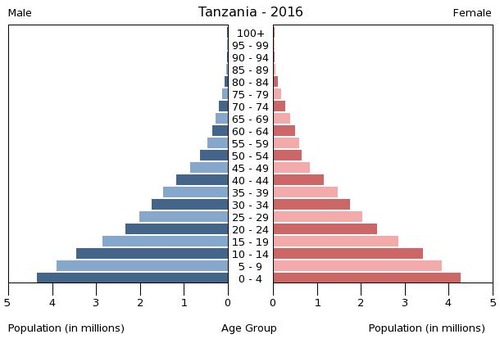 Male Tanzania - 2016 Female
100+
95 - 99
90 - 94
85 - 89
80 - 84
75 - 79
70 - 74
65 - 69
60 - 64
55 - 59
50 - 54
45 - 49
40 - 44
35 - 39
30 - 34
25 - 29
20 - 24
15 - 19
10 - 14
5 - 9
0 - 4
5 4 3 2 1 0 0 1 2 3 4 5
Population (in millions) Age Group Population (in millions)